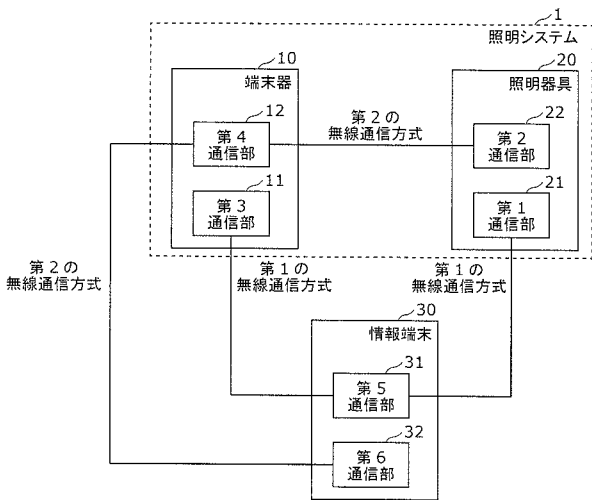 1
照明システム
10
端末器
12
第4
通信部
11
第3
通信部
第2の
無線通信方式
20
照明器具
22
第2
通信部
21
第1
通信部
第2の
無線通信方式
第1の
無線通信方式
第1の
無線通信方式
30
情報端末
31
第5
通信部
32
第6
通信部